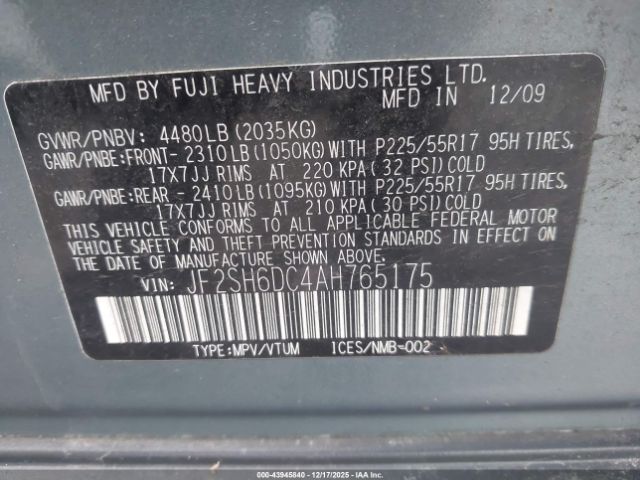 MFD BY FUJI HEAVY INDUSTRIES LTD.
MFD IN 12/09
GVWR/PNBV: 4480LB (2035KG)
GAWR/PNBE:FRONT- 2310LB (1050KG) WITH P225/55R17 95H TIRES,
17X7JJ RIMS AT 220 KPA ( 32 PSI) COLD
GAWR/PNBE:REAR - 2410LB (1095KG) WITH P225/55R17 95H TIRES,
17X7JJ RIMS AT 210 KPA ( 30 PSI) COLD
THIS VEHICLE CONFORMS TO ALL APPLICABLE FEDERAL MOTOR
VEHICLE SAFETY AND THEFT PREVENTION STANDARDS IN EFFECT ON
THE DATE OF MANUFACTURE SHOWN ABOVE.
VIN: JF2SH6DC4AH765175
TYPE:MPV/VTUM ICES/NMB-002
IAA-43945840 - 12/17/2025 - IAA Inc.